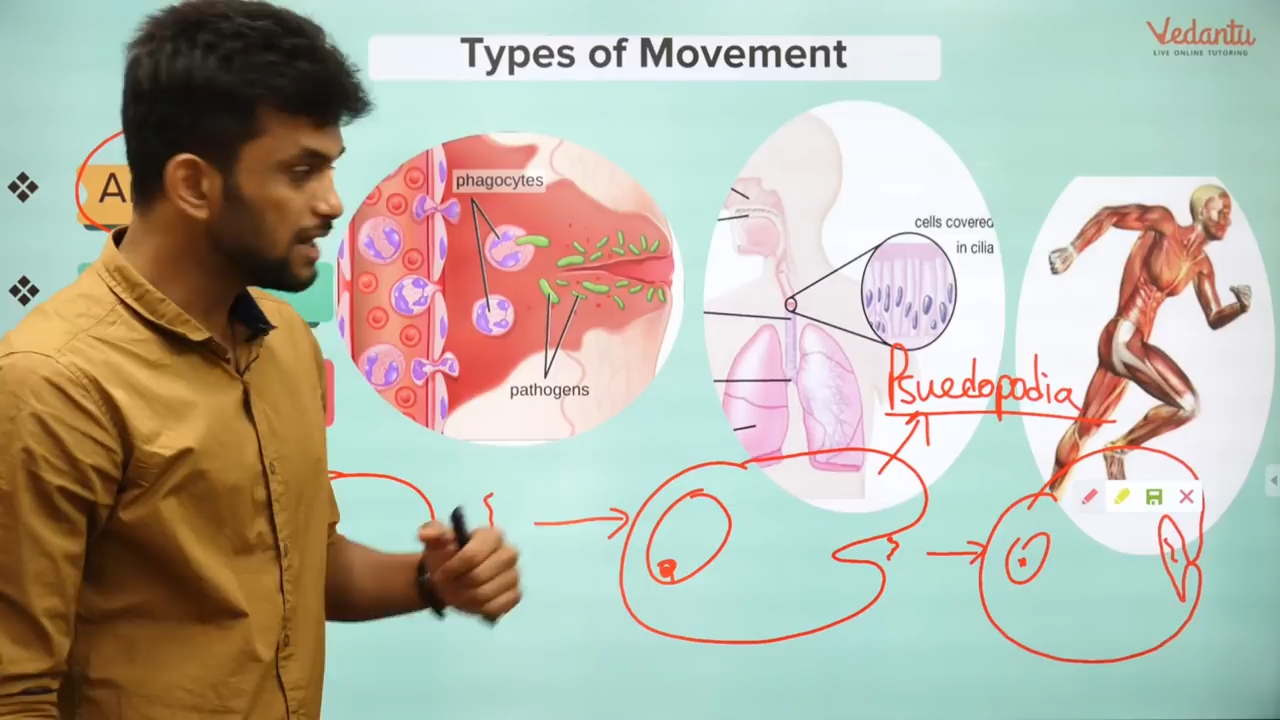 Types of Movement
Vedantu
LIVE ONLINE TUTORING
phagocytes
pathogens
cells covered
in cilia
Psuedopodia